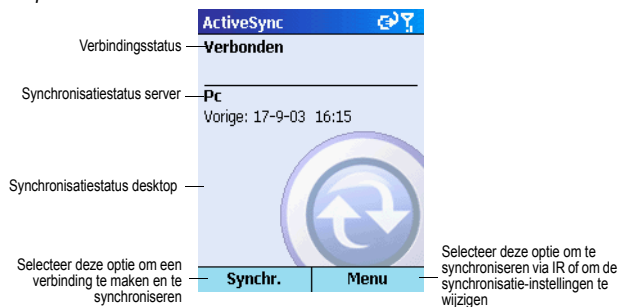 ActiveSync
Verbindingsstatus
Verbonden
Synchronisatiestatus server
Pc
Vorige: 17-9-03 16:15
Synchronisatiestatus desktop
Selecteer deze optie om een
verbinding te maken en te
synchroniseren
Synchr.
Menu
Selecteer deze optie om te
synchroniseren via IR of om de
synchronisatie-instellingen te
wijzigen